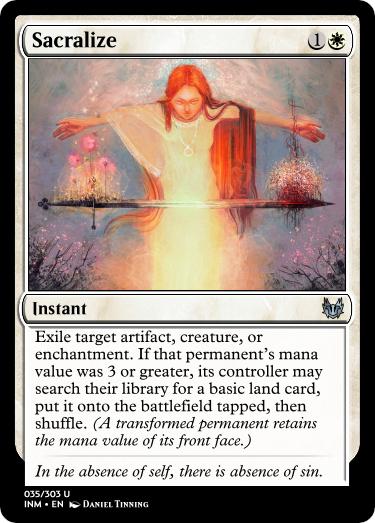 Sacralize
1
Instant
Exile target artifact, creature, or
enchantment. If that permanent's mana
value was 3 or greater, its controller may
search their library for a basic land card,
put it onto the battlefield tapped, then
shuffle. (A transformed permanent retains
the mana value of its front face.)
In the absence of self, there is absence of sin.
035/303 U
INM • EN DANIEL TINNING